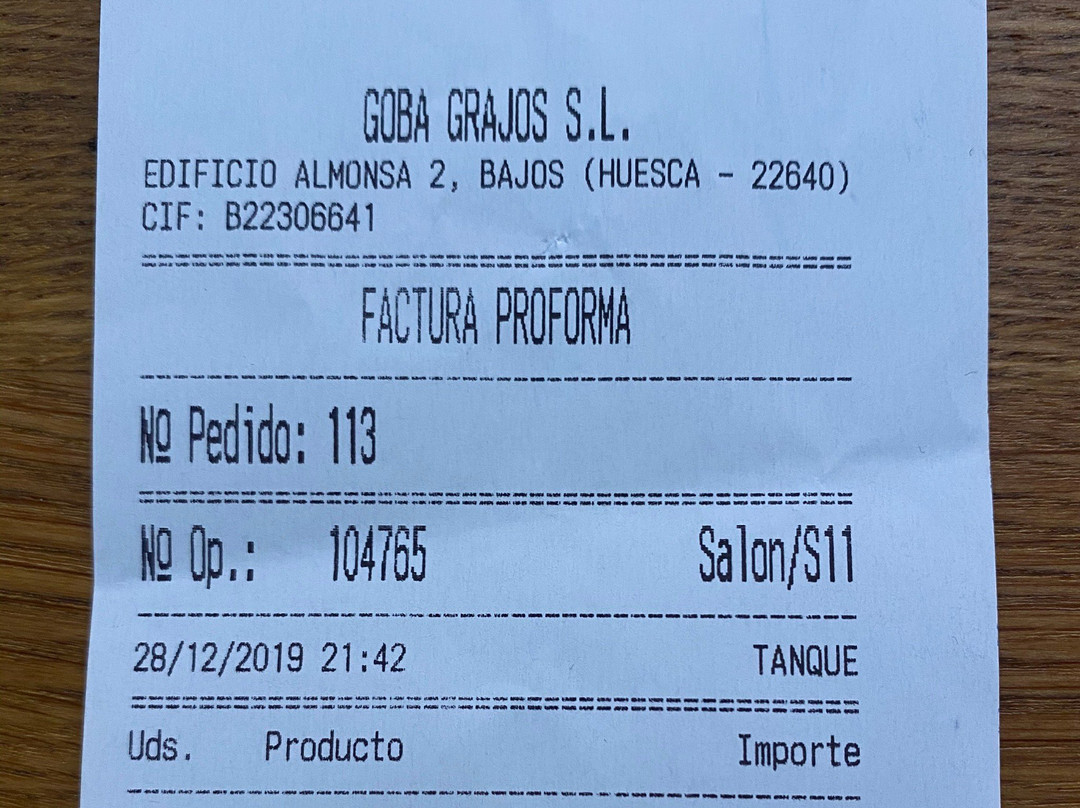 GOBA GRAJOS S.L.
EDIFICIO ALMONSA 2, BAJOS (HUESCA - 22640)
CIF: B22306641
FACTURA PROFORMA
Nº Pedido: 113
Nº Op.: 104765 Salon/S11
28/12/2019 21:42 TANQUE
Uds. Producto Importe